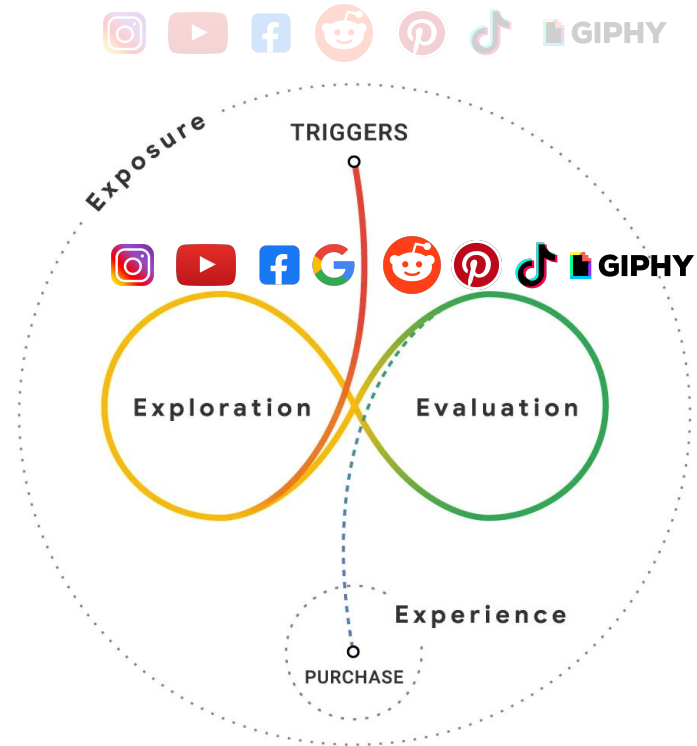 GIPHY
Exposure
TRIGGERS
GIPHY
Exploration
Evaluation
Experience
PURCHASE